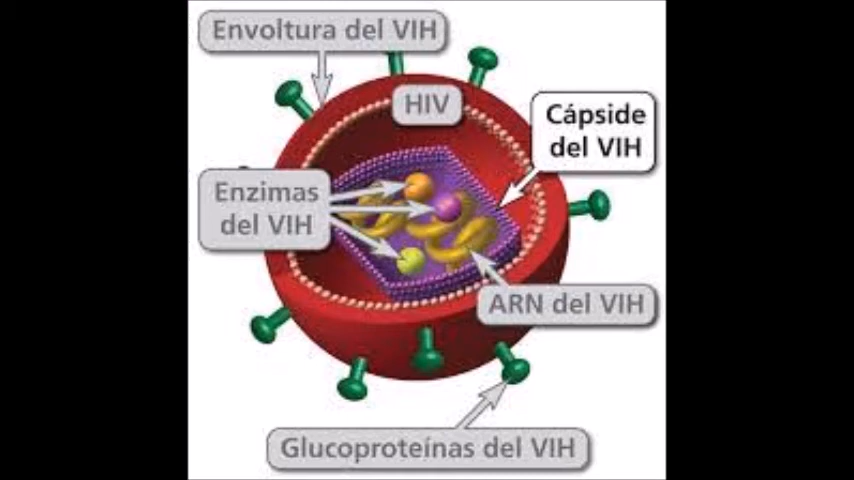 Envoltura del VIH
HIV
Cápside
del VIH
Enzimas
del VIH
ARN del VIH
Glucoproteínas del VIH